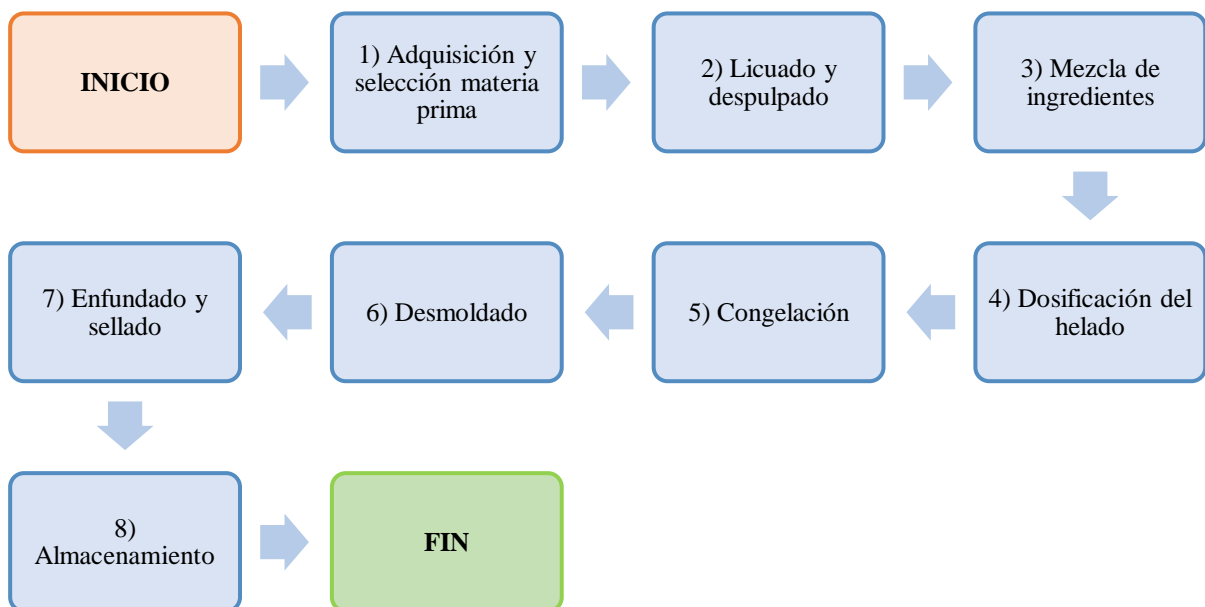 INICIO
1) Adquisición y
selección materia
prima
2) Licuado y
despulpado
3) Mezcla de
ingredientes
4) Dosificación del
helado
5) Congelación
6) Desmoldado
7) Enfundado y
sellado
8)
Almacenamiento
FIN